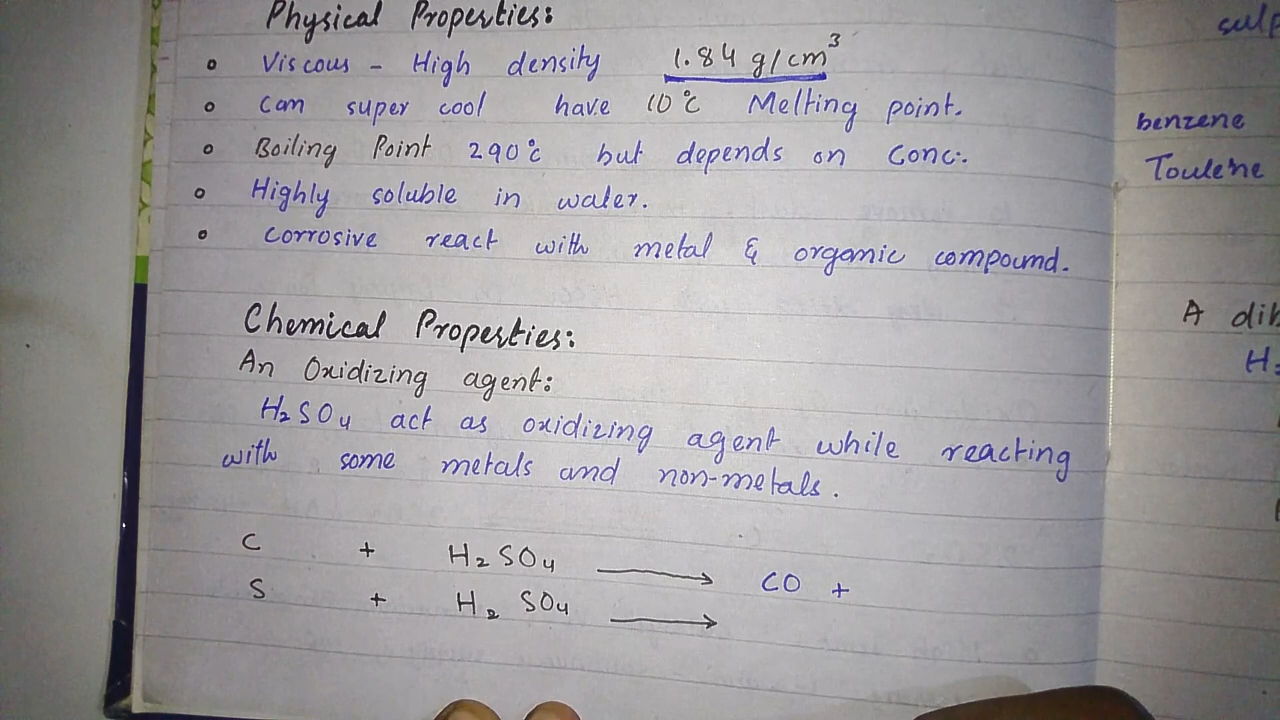 Physical Properties:
• Viscous - High density 1.84 g/cm³
• Can super cool have 10°C Melting point.
• Boiling Point 290°C but depends on Conc:.
• Highly soluble in water.
• Corrosive react with metal & organic compound.
Chemical Properties:
An Oxidizing agent:
H₂SO₄ act as oxidizing agent while reacting
with some metals and non-metals.
C + H₂SO₄ ⟶ CO +
S + H₂SO₄ ⟶
benzene
Toulene
A